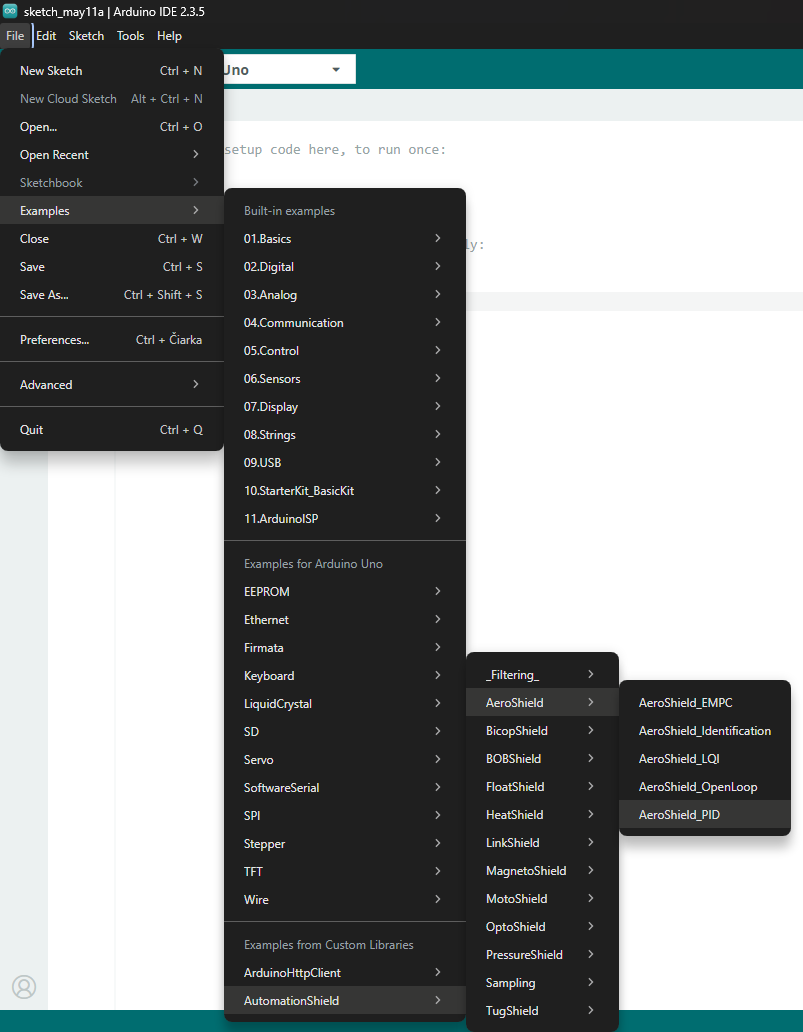 sketch_may11a | Arduino IDE 2.3.5
File Edit Sketch Tools Help
Uno
setup code here, to run once:
ly:
New Sketch Ctrl + N
New Cloud Sketch Alt + Ctrl + N
Open... Ctrl + O
Open Recent
Sketchbook
Examples
Close Ctrl + W
Save Ctrl + S
Save As... Ctrl + Shift + S
Preferences... Ctrl + Čiarka
Advanced
Quit Ctrl + Q
Built-in examples
01.Basics
02.Digital
03.Analog
04.Communication
05.Control
06.Sensors
07.Display
08.Strings
09.USB
10.StarterKit_BasicKit
11.ArduinoISP
Examples for Arduino Uno
EEPROM
Ethernet
Firmata
Keyboard
LiquidCrystal
SD
Servo
SoftwareSerial
SPI
Stepper
TFT
Wire
Examples from Custom Libraries
ArduinoHttpClient
AutomationShield
_Filtering_
AeroShield
BicopShield
BOBShield
FloatShield
HeatShield
LinkShield
MagnetoShield
MotoShield
OptoShield
PressureShield
Sampling
TugShield
AeroShield_EMPC
AeroShield_Identification
AeroShield_LQI
AeroShield_OpenLoop
AeroShield_PID